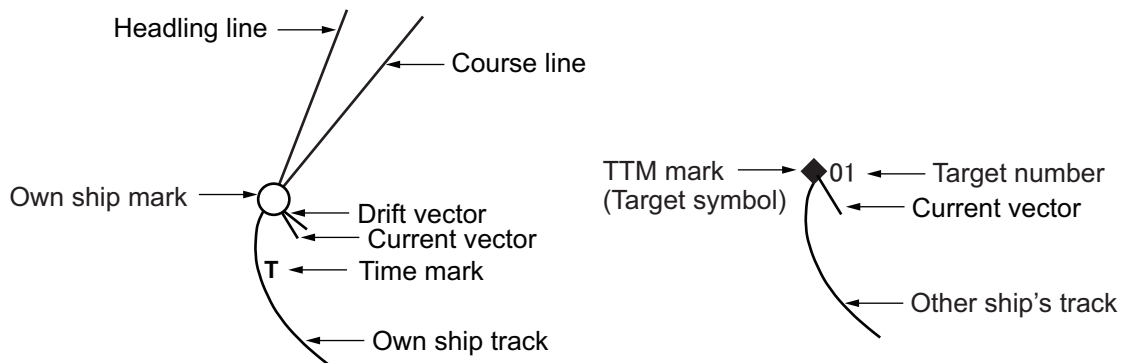 Headling line
Course line
Own ship mark
Drift vector
Current vector
T
Time mark
Own ship track
TTM mark
(Target symbol)
01
Target number
Current vector
Other ship's track